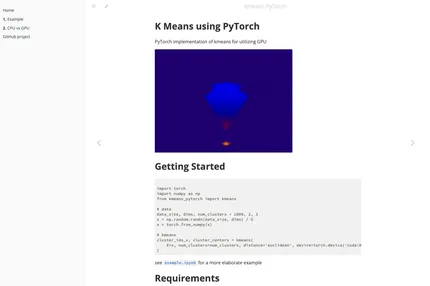 Home
1. Example
2. CPU vs GPU
GitHub project
Kmeans PyTorch
K Means using PyTorch
PyTorch implementation of kmeans for utilizing GPU
Getting Started
import torch
import numpy as np
from kmeans_pytorch import kmeans
# data
data_size, dims, num_clusters = 1000, 2, 3
x = np.random.randn(data_size, dims) / 6
x = torch.from_numpy(x)
# kmeans
cluster_ids_x, cluster_centers = kmeans(
X=x, num_clusters=num_clusters, distance='euclidean', device=torch.device('cuda:0
)
see example.ipynb for a more elaborate example
Requirements